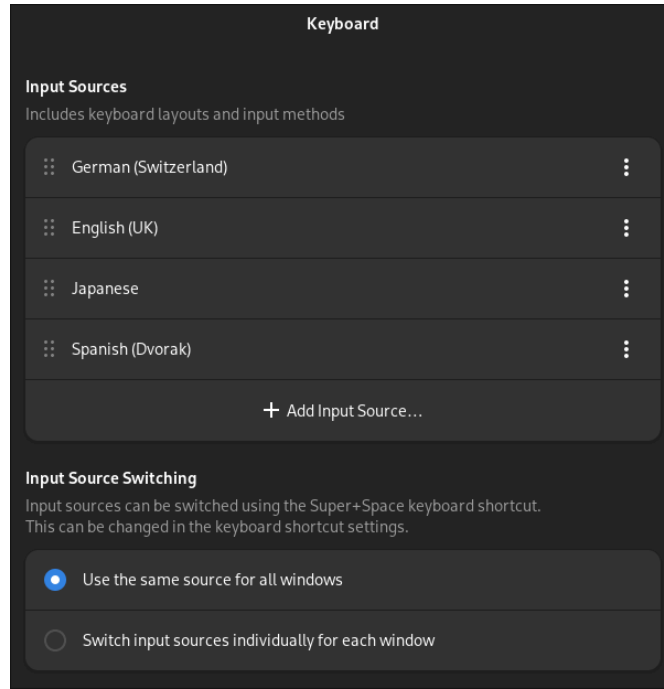 Keyboard
Input Sources
Includes keyboard layouts and input methods
German (Switzerland)
English (UK)
Japanese
Spanish (Dvorak)
+ Add Input Source…
Input Source Switching
Input sources can be switched using the Super+Space keyboard shortcut.
This can be changed in the keyboard shortcut settings.
Use the same source for all windows
Switch input sources individually for each window